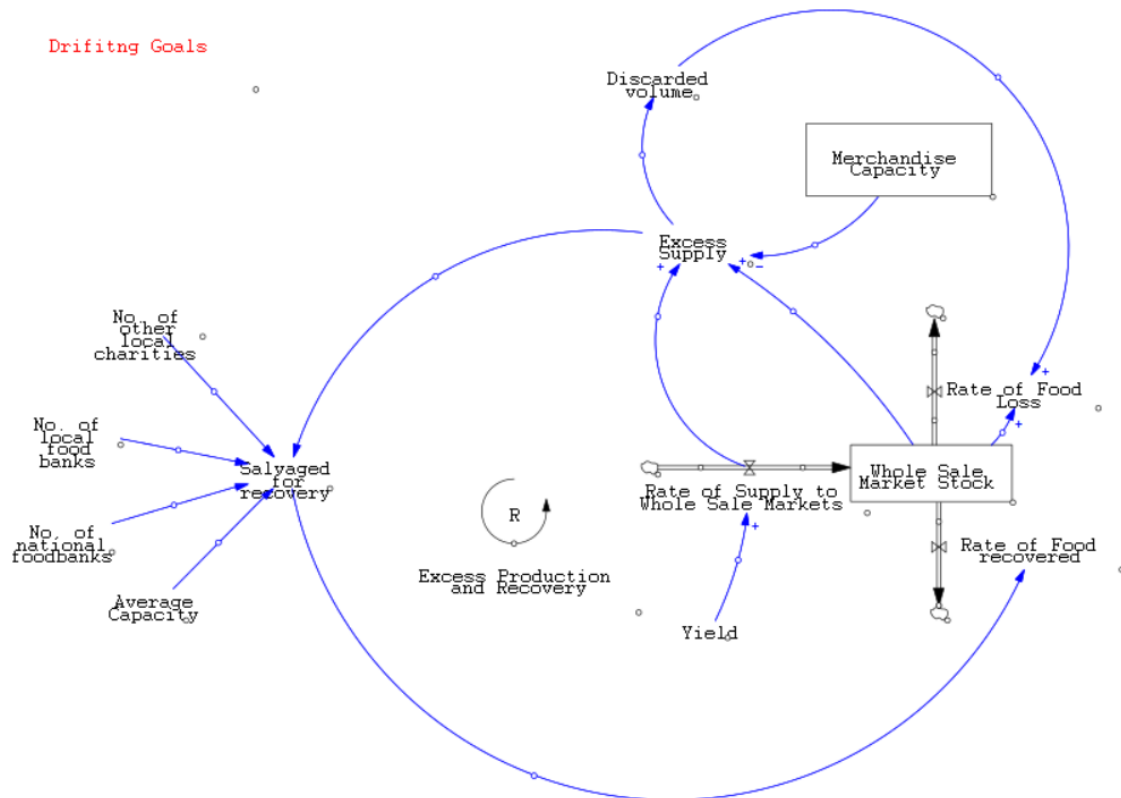 Drifitng Goals
Discarded
volume
Merchandise
Capacity
Excess
Supply
+
+
-
No. of
other
local
charities
Rate of Food
Loss
+
+
No. of
local
food
banks
Salvaged
for
recovery
Whole Sale
Market Stock
Rate of Supply to
Whole Sale Markets
+
R
No. of
national
foodbanks
Rate of Food
recovered
Excess Production
and Recovery
Average
Capacity
Yield